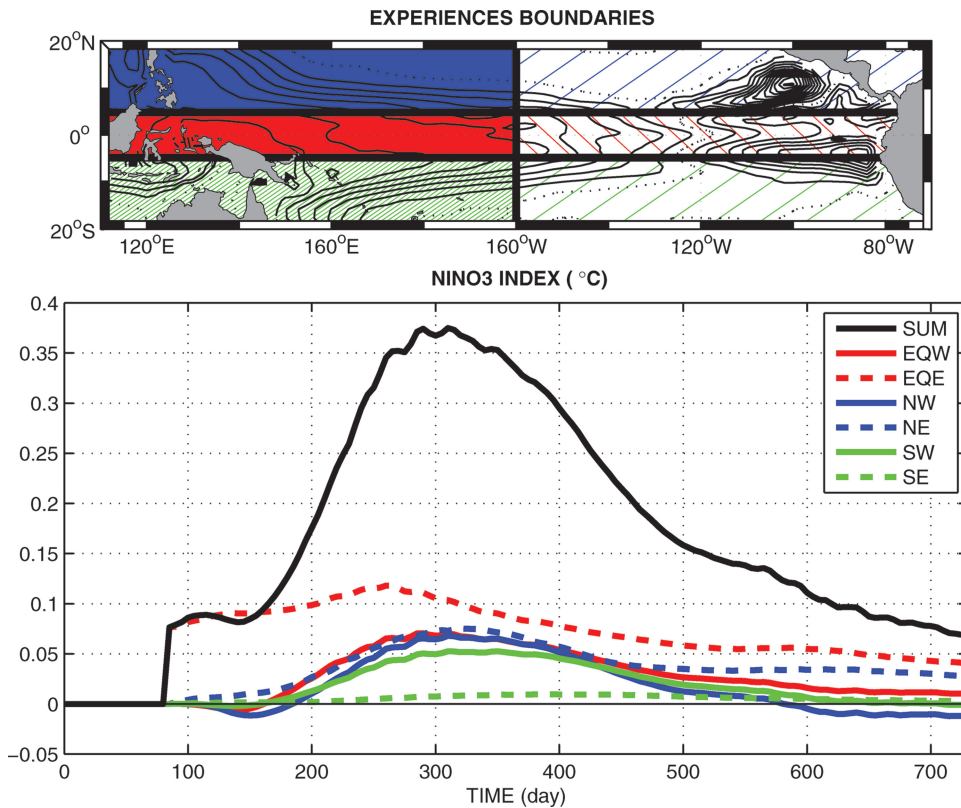 EXPERIENCES BOUNDARIES
20°N
0°
20°S
120°E 160°E 160°W 120°W 80°W
NINO3 INDEX ( °C)
0.4
0.35
0.3
0.25
0.2
0.15
0.1
0.05
0
−0.05
SUM
EQW
EQE
NW
NE
SW
SE
0 100 200 300 400 500 600 700
TIME (day)